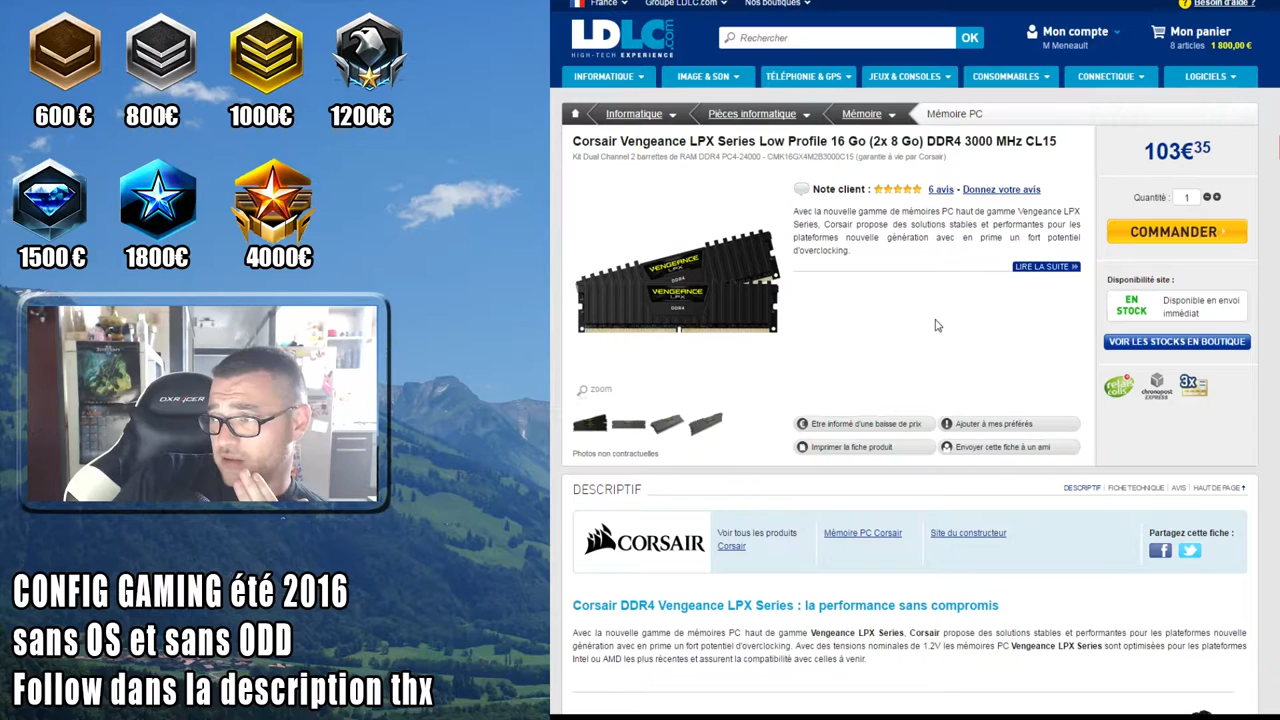 600€
800€
1000€
1200€
1500€
1800€
4000€
DXRACER
CONFIG GAMING été 2016
sans OS et sans ODD
Follow dans la description thx
France
Groupe LDLC.com
Nos boutiques
Besoin d'aide ?
LDLC.com
HIGH-TECH EXPERIENCE
Rechercher
OK
Mon compte
M Meneault
Mon panier
8 articles 1 800,00 €
INFORMATIQUE
IMAGE & SON
TÉLÉPHONIE & GPS
JEUX & CONSOLES
CONSOMMABLES
CONNECTIQUE
LOGICIELS
Informatique
Pièces informatique
Mémoire
Mémoire PC
Corsair Vengeance LPX Series Low Profile 16 Go (2x 8 Go) DDR4 3000 MHz CL15
Kit Dual Channel 2 barrettes de RAM DDR4 PC4-24000 - CMK16GX4M2B3000C15 (garantie à vie par Corsair)
VENGEANCE
LPX
DDR4
VENGEANCE
LPX
DDR4
zoom
Photos non contractuelles
Note client :
6 avis - Donnez votre avis
Avec la nouvelle gamme de mémoires PC haut de gamme Vengeance LPX
Series, Corsair propose des solutions stables et performantes pour les
plateformes nouvelle génération avec en prime un fort potentiel
d'overclocking.
LIRE LA SUITE
Etre informé d'une baisse de prix
Ajouter à mes préférés
Imprimer la fiche produit
Envoyer cette fiche à un ami
103€35
Quantité : 1
COMMANDER
Disponibilité site :
EN
STOCK
Disponible en envoi
immédiat
VOIR LES STOCKS EN BOUTIQUE
relais
colis
chronopost
EXPRESS
3x
DESCRIPTIF
DESCRIPTIF | FICHE TECHNIQUE | AVIS | HAUT DE PAGE
CORSAIR
Voir tous les produits
Corsair
Mémoire PC Corsair
Site du constructeur
Partagez cette fiche :
Corsair DDR4 Vengeance LPX Series : la performance sans compromis
Avec la nouvelle gamme de mémoires PC haut de gamme Vengeance LPX Series, Corsair propose des solutions stables et performantes pour les plateformes nouvelle
génération avec en prime un fort potentiel d'overclocking. Avec des tensions nominales de 1.2V les mémoires PC Vengeance LPX Series sont optimisées pour les plateformes
Intel ou AMD les plus récentes et assurent la compatibilité avec celles à venir.